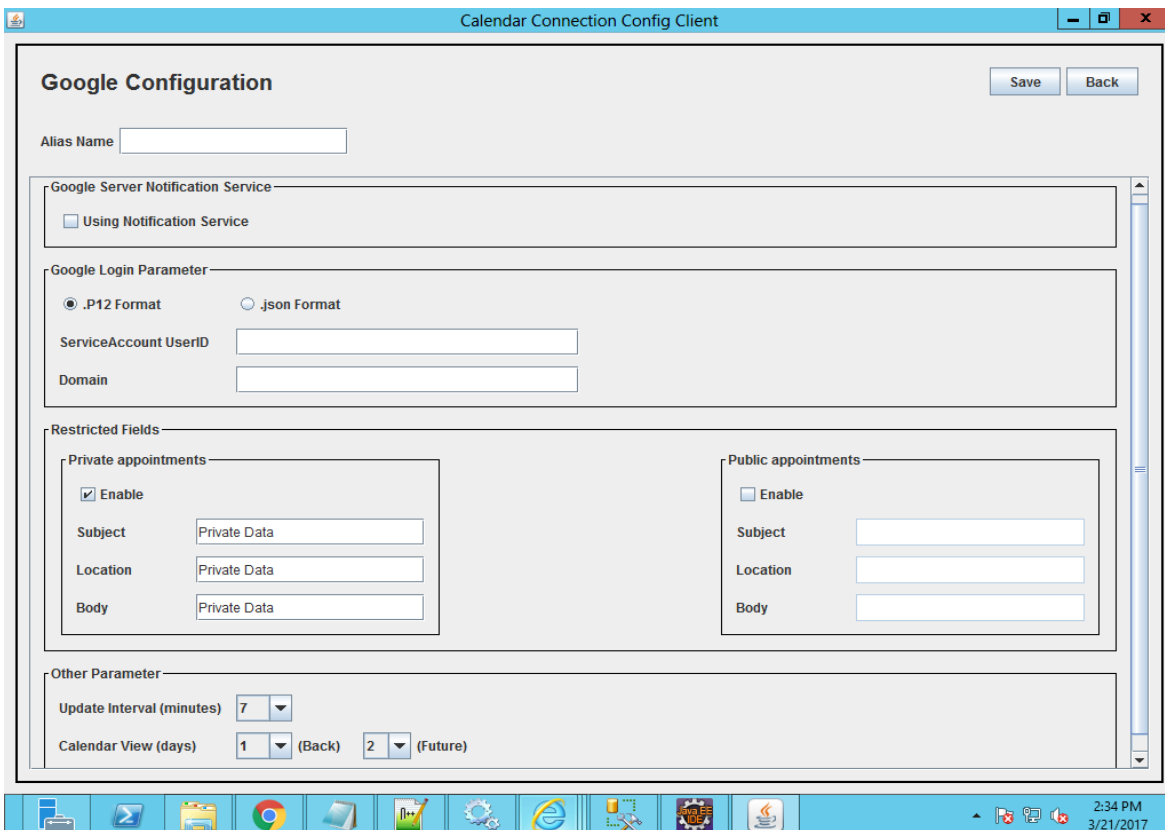 Calendar Connection Config Client
Google Configuration
Save Back
Alias Name
Google Server Notification Service
Using Notification Service
Google Login Parameter
.P12 Format .json Format
ServiceAccount UserID
Domain
Restricted Fields
Private appointments Public appointments
Enable Enable
Subject Private Data Subject
Location Private Data Location
Body Private Data Body
Other Parameter
Update Interval (minutes) 7
Calendar View (days) 1 (Back) 2 (Future)
Java EE
IDE
2:34 PM
3/21/2017